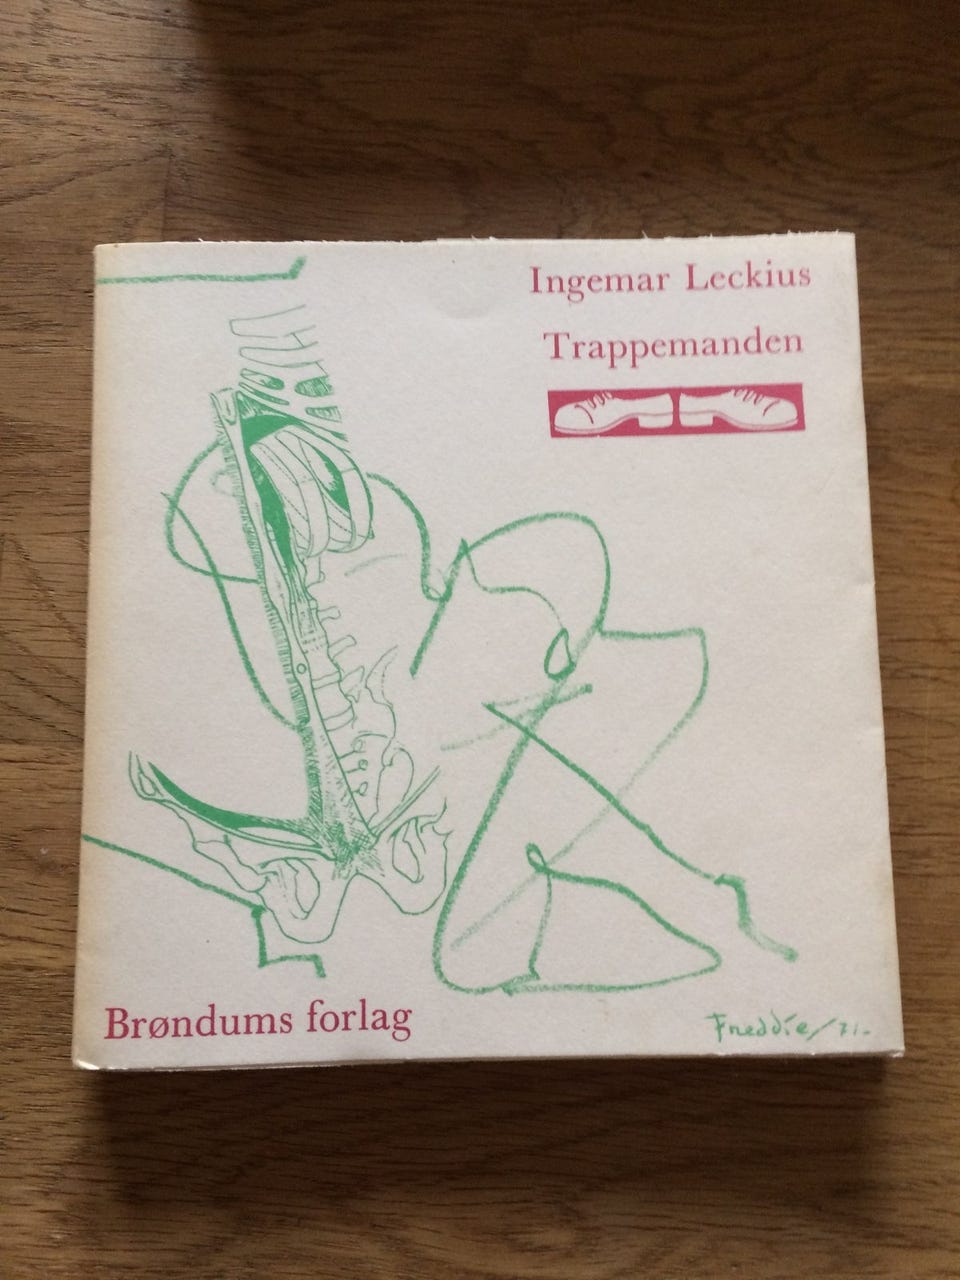 Ingemar Leckius
Trappemanden
Brøndums forlag
Freddie/71-